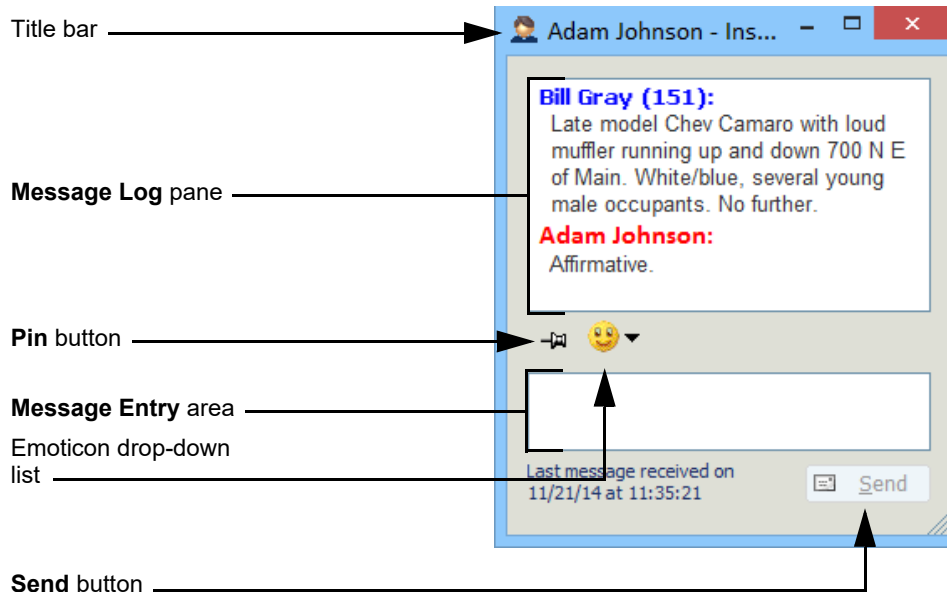 Title bar
Adam Johnson - Ins...
Bill Gray (151):
Late model Chev Camaro with loud
muffler running up and down 700 N E
of Main. White/blue, several young
male occupants. No further.
Adam Johnson:
Affirmative.
Message Log pane
Pin button
Message Entry area
Emoticon drop-down
list
Last message received on
11/21/14 at 11:35:21
Send
Send button